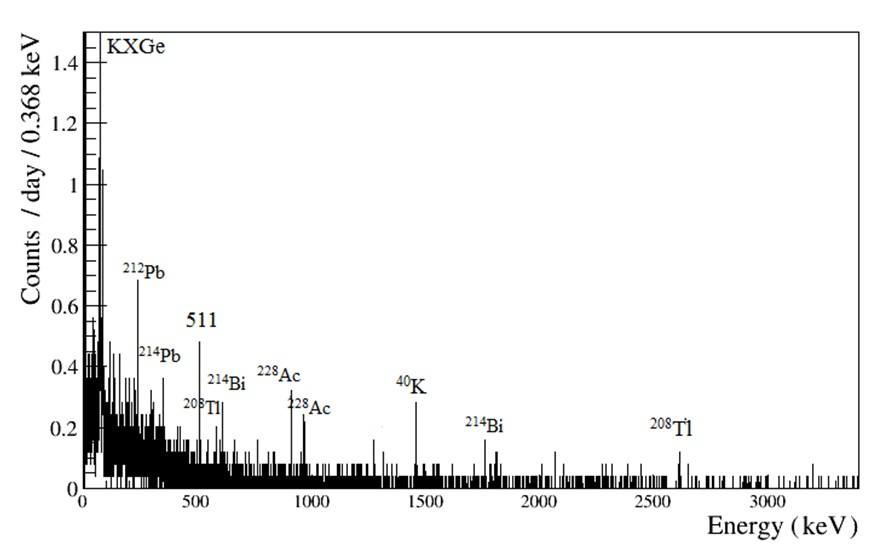 KXGe
Counts / day / 0.368 keV
1.4
1.2
1
0.8
0.6
0.4
0.2
0
²¹²Pb
511
²¹⁴Pb
²¹⁴Bi
²⁰⁸Tl
²²⁸Ac
²²⁸Ac
⁴⁰K
²¹⁴Bi
²⁰⁸Tl
0 500 1000 1500 2000 2500 3000
Energy (keV)